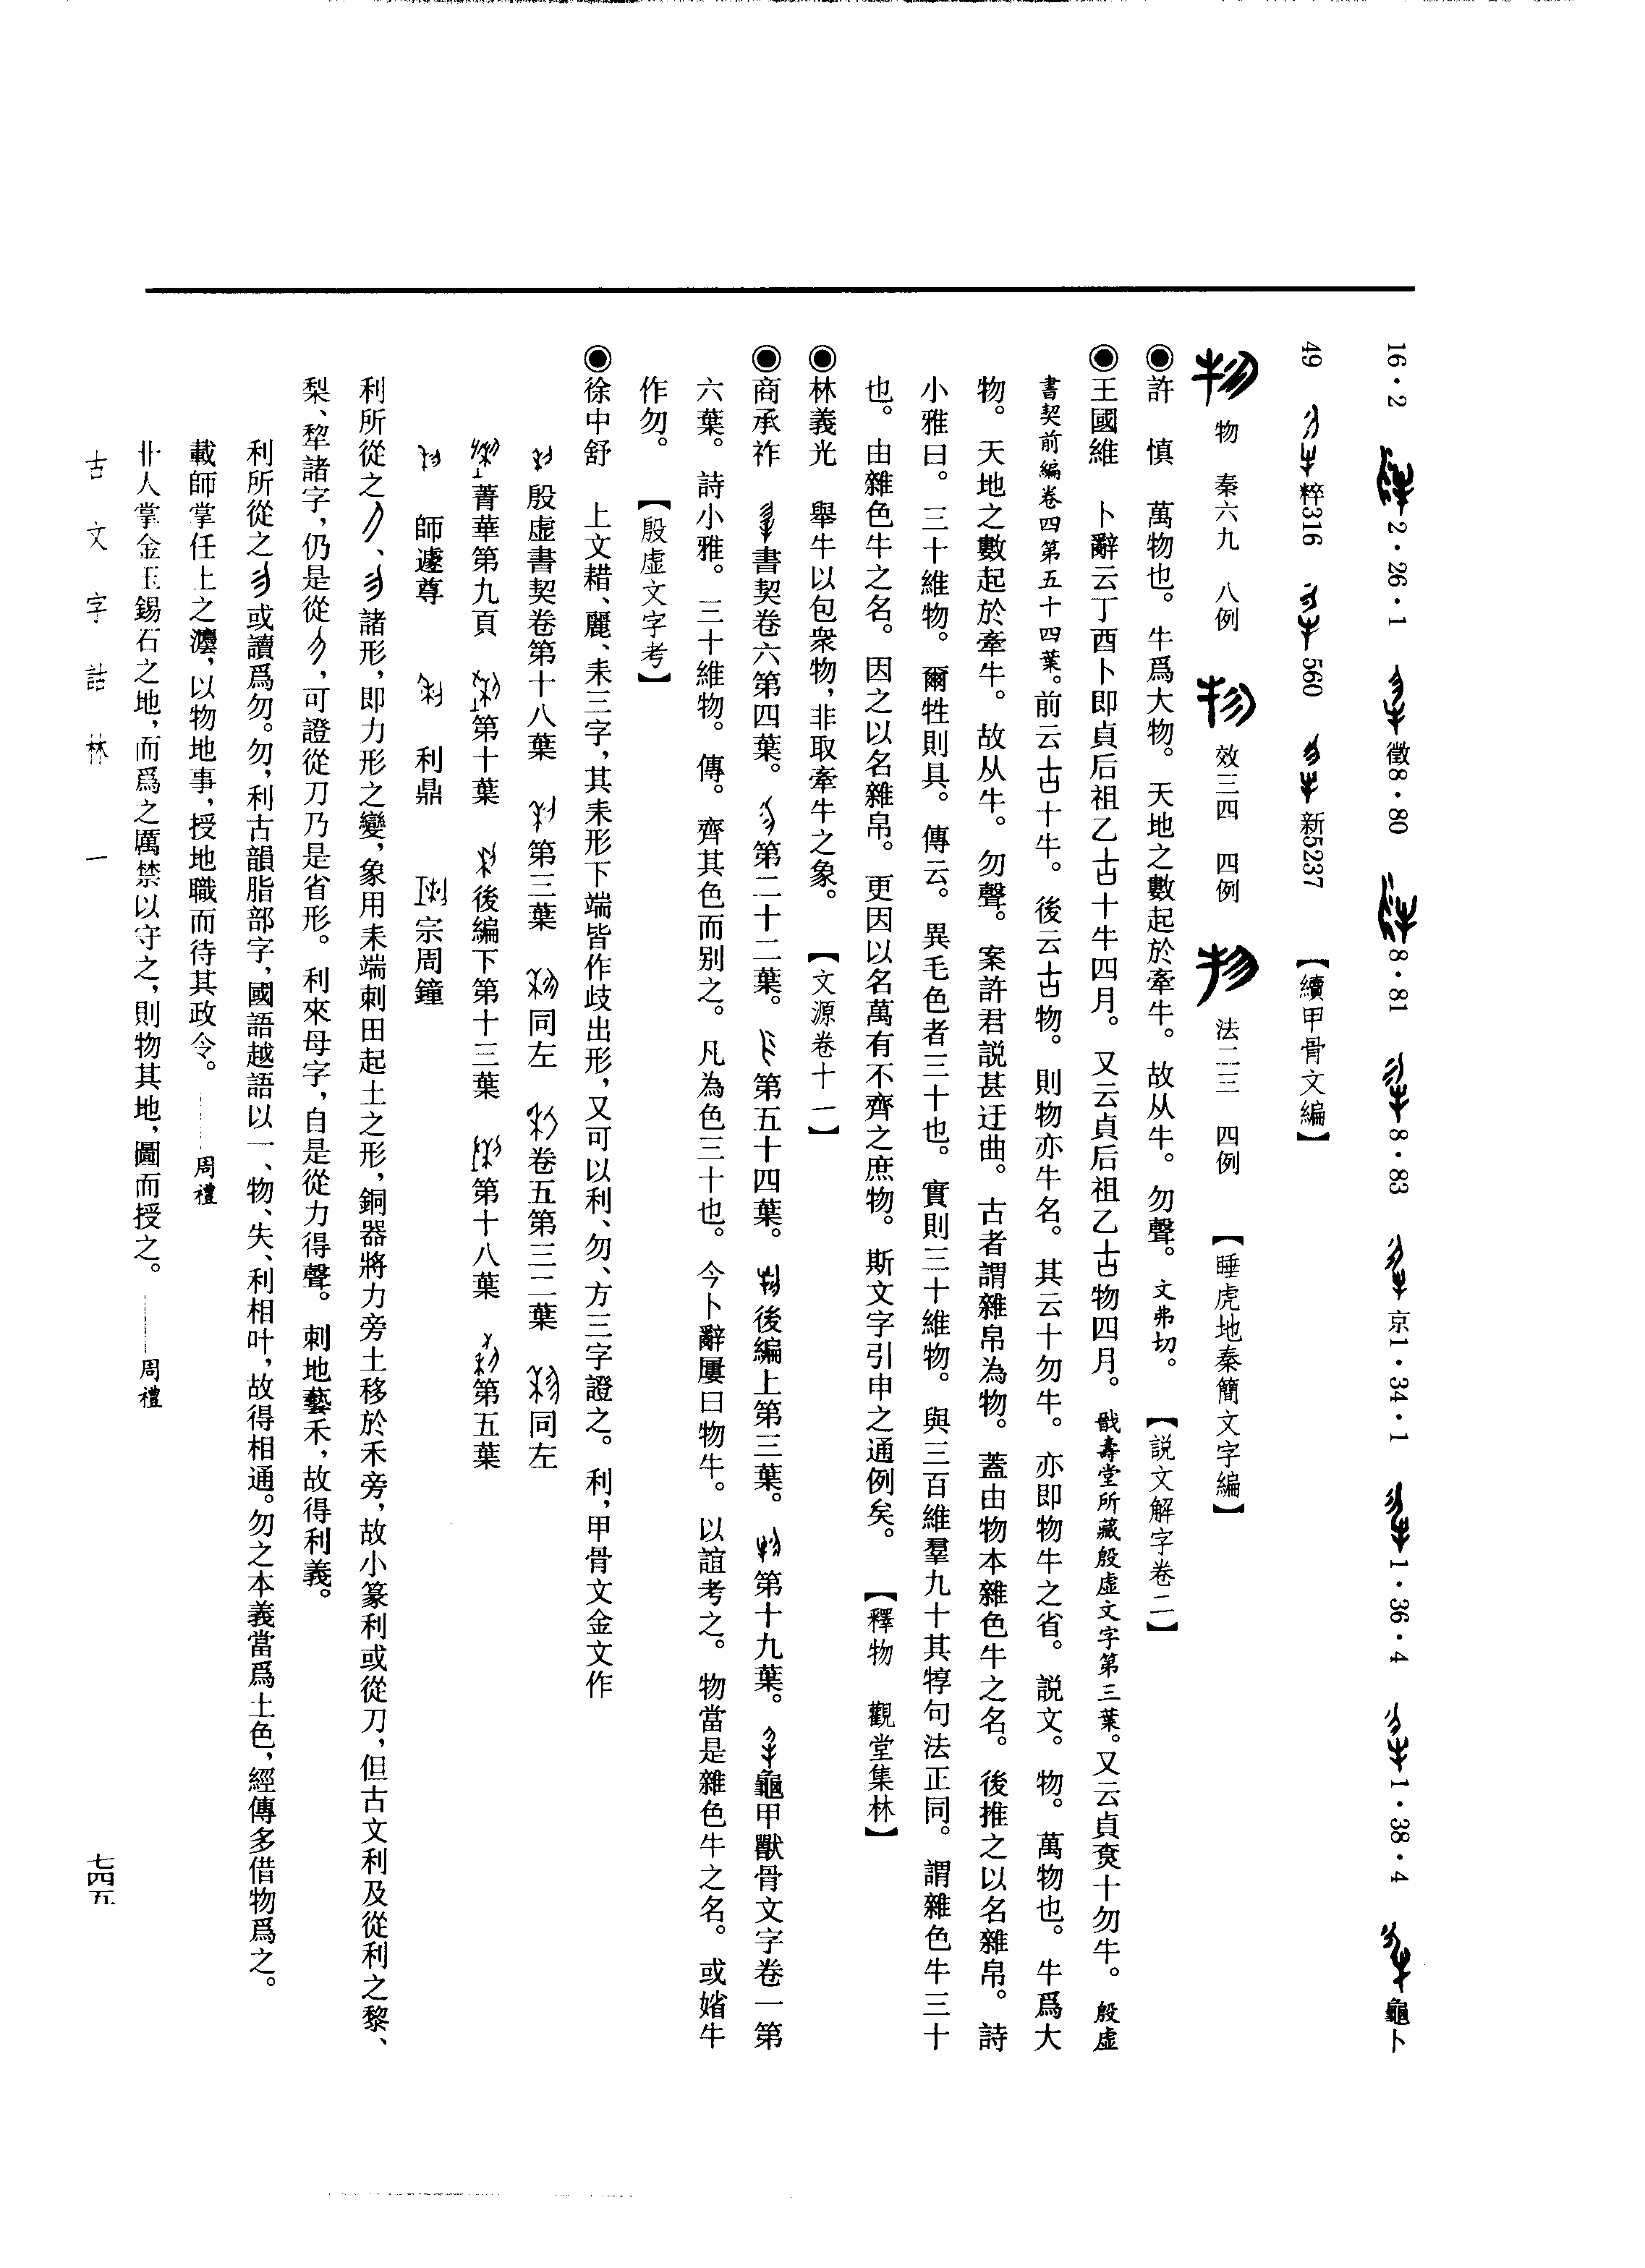 16·2 2·26·1 徵8·80 8·81 8·83 京1·34·1 1·36·4 1·38·4 龜卜
49 粹316 560 新5237 【續甲骨文編】
物 物 秦六九 八例 物 效三四 四例 物 法二三 四例 【睡虎地秦簡文字編】
◉許 慎 萬物也。牛爲大物。天地之數起於牽牛。故从牛。勿聲。文弗切。 【説文解字卷二】
◉王國維 卜辭云丁酉卜即貞后祖乙十牛四月。又云貞后祖乙物四月。戩壽堂所藏殷虚文字第三葉。又云貞𤉲十勿牛。殷虚
書契前編卷四第五十四葉。前云十牛。後云物。則物亦牛名。其云十勿牛。亦即物牛之省。説文。物。萬物也。牛爲大
物。天地之數起於牽牛。故从牛。勿聲。案許君説甚迂曲。古者謂雜帛為物。蓋由物本雜色牛之名。後推之以名雜帛。詩
小雅曰。三十維物。爾牲則具。傳云。異毛色者三十也。實則三十維物。與三百維羣九十其犉句法正同。謂雜色牛三十
也。由雜色牛之名。因之以名雜帛。更因以名萬有不齊之庶物。斯文字引申之通例矣。 【釋物 觀堂集林】
◉林義光 舉牛以包衆物，非取牽牛之象。 【文源卷十一】
◉商承祚 書契卷六第四葉。第二十二葉。第五十四葉。後編上第三葉。第十九葉。龜甲獸骨文字卷一第
六葉。詩小雅。三十維物。傳。齊其色而别之。凡為色三十也。今卜辭屢曰物牛。以誼考之。物當是雜色牛之名。或㛸牛
作勿。 【殷虚文字考】
◉徐中舒 上文耤、麗、耒三字，其耒形下端皆作歧出形，又可以利、勿、方三字證之。利，甲骨文金文作
殷虚書契卷第十八葉 第三葉 同左 卷五第三二葉 同左
菁華第九頁 第十葉 後編下第十三葉 第十八葉 第五葉
師遽尊 利鼎 宗周鐘
利所從之、諸形，即力形之變，象用耒端刺田起土之形，銅器將力旁土移於禾旁，故小篆利或從刀，但古文利及從利之黎、
梨、犂諸字，仍是從，可證從刀乃是省形。利來母字，自是從力得聲。刺地藝禾，故得利義。
利所從之或讀爲勿。勿，利古韻脂部字，國語越語以一、物、失、利相叶，故得相通。勿之本義當爲土色，經傳多借物爲之。
載師掌任土之灋，以物地事，授地職而待其政令。……周禮
卝人掌金玉錫石之地，而爲之厲禁以守之，則物其地，圖而授之。……周禮
古文字詁林 一
七四五